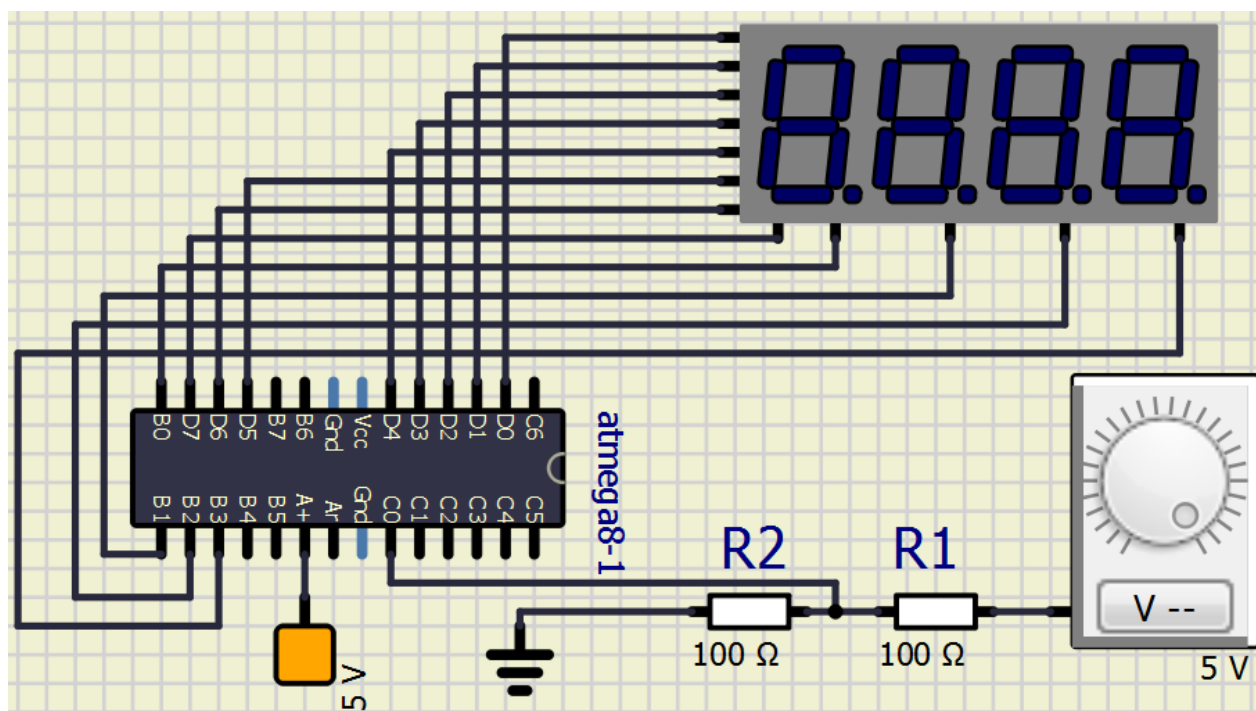 B0 D7 D6 D5 B7 B6 Gnd Vcc D4 D3 D2 D1 D0 C6
B1 B2 B3 B4 B5 A+ Ar Gnd C0 C1 C2 C3 C4 C5
atmega8-1
5 V
R2
100 Ω
R1
100 Ω
V --
5 V